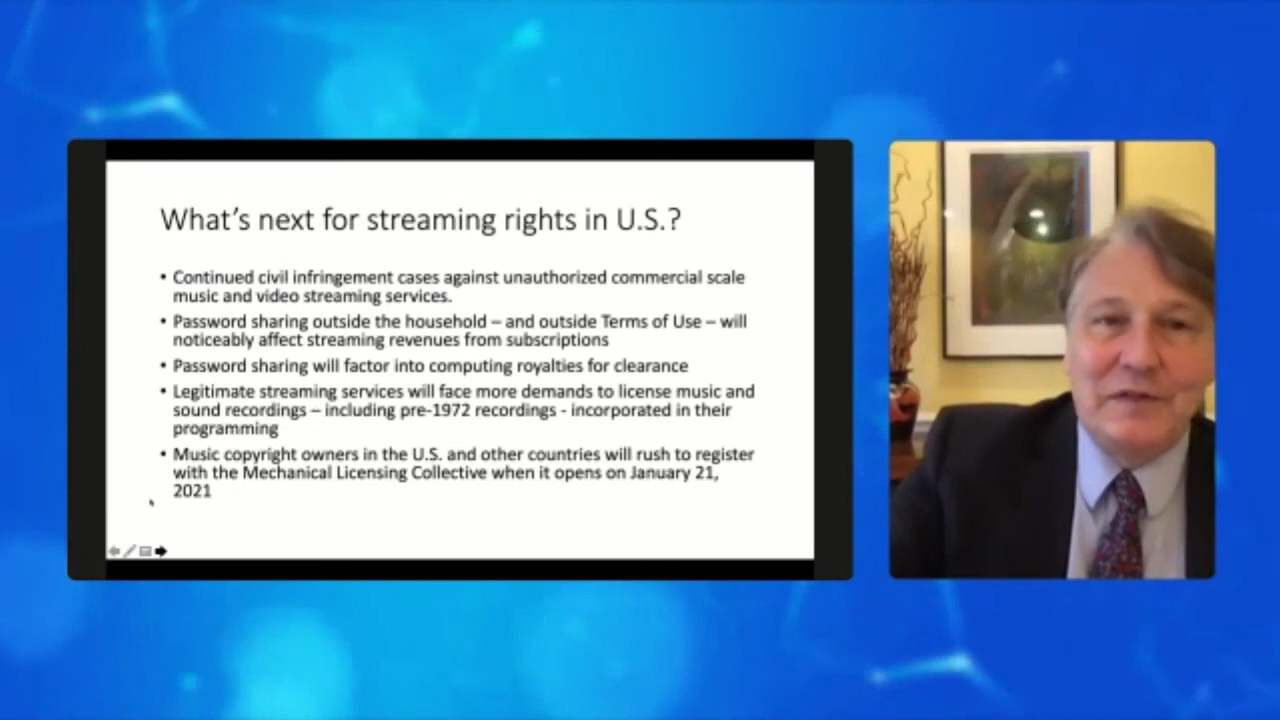 What's next for streaming rights in U.S.?
• Continued civil infringement cases against unauthorized commercial scale
music and video streaming services.
• Password sharing outside the household – and outside Terms of Use – will
noticeably affect streaming revenues from subscriptions
• Password sharing will factor into computing royalties for clearance
• Legitimate streaming services will face more demands to license music and
sound recordings – including pre-1972 recordings - incorporated in their
programming
• Music copyright owners in the U.S. and other countries will rush to register
with the Mechanical Licensing Collective when it opens on January 21,
2021